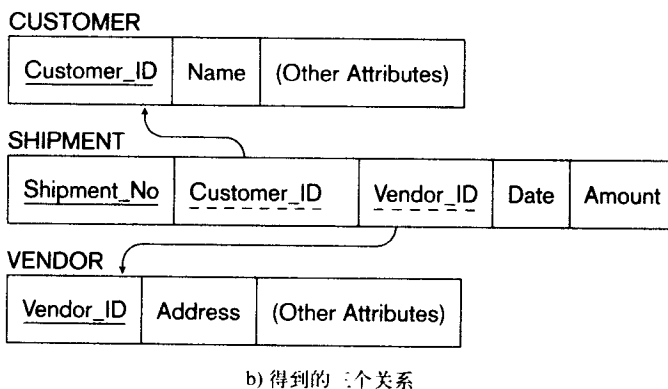 CUSTOMER
Customer_ID Name (Other Attributes)
SHIPMENT
Shipment_No Customer_ID Vendor_ID Date Amount
VENDOR
Vendor_ID Address (Other Attributes)
b) 得到的三个关系